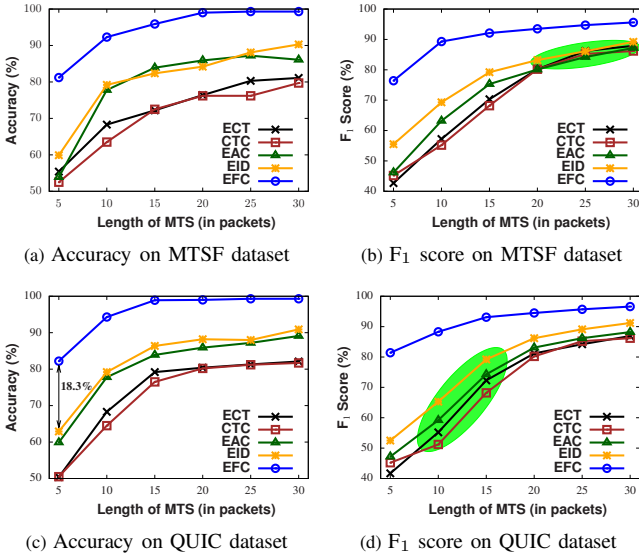 100
90
80
70
60
50
Accuracy (%)
5 10 15 20 25 30
Length of MTS (in packets)
ECT
CTC
EAC
EID
EFC
(a) Accuracy on MTSF dataset
100
90
80
70
60
50
40
F₁ Score (%)
5 10 15 20 25 30
Length of MTS (in packets)
ECT
CTC
EAC
EID
EFC
(b) F₁ score on MTSF dataset
100
90
80
70
60
50
Accuracy (%)
18.3%
5 10 15 20 25 30
Length of MTS (in packets)
ECT
CTC
EAC
EID
EFC
(c) Accuracy on QUIC dataset
100
90
80
70
60
50
40
F₁ Score (%)
5 10 15 20 25 30
Length of MTS (in packets)
ECT
CTC
EAC
EID
EFC
(d) F₁ score on QUIC dataset